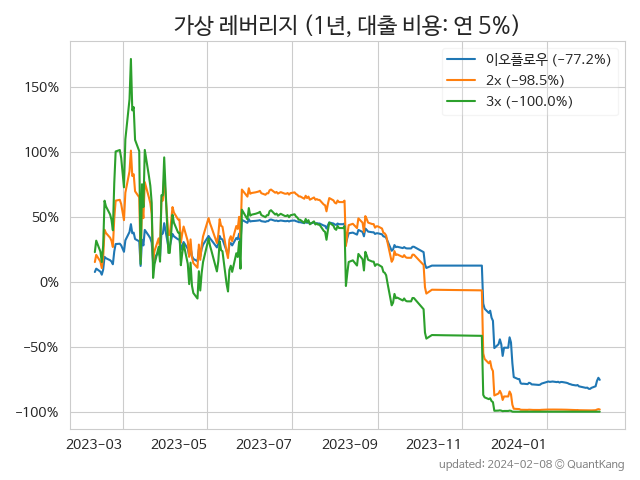 가상 레버리지 (1년, 대출 비용: 연 5%)
이오플로우 (-77.2%)
2x (-98.5%)
3x (-100.0%)
150%
100%
50%
0%
-50%
-100%
2023-03 2023-05 2023-07 2023-09 2023-11 2024-01
updated: 2024-02-08 © QuantKang